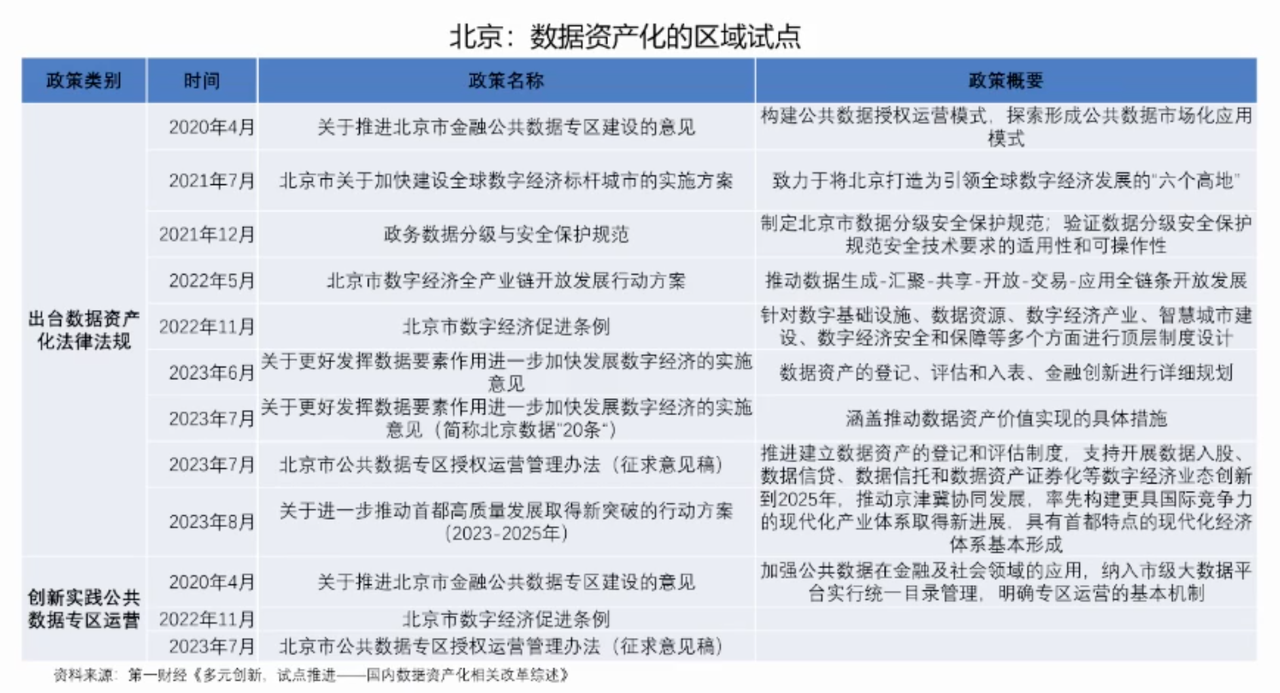 北京：数据资产化的区域试点
政策类别 时间 政策名称 政策概要
出台数据资产
化法律法规
2020年4月 关于推进北京市金融公共数据专区建设的意见
构建公共数据授权运营模式，探索形成公共数据市场化应用
模式
2021年7月 北京市关于加快建设全球数字经济标杆城市的实施方案 致力于将北京打造为引领全球数字经济发展的“六个高地”
2021年12月 政务数据分级与安全保护规范
制定北京市数据分级安全保护规范；验证数据分级安全保护
规范安全技术要求的适用性和可操作性
2022年5月 北京市数字经济全产业链开放发展行动方案 推动数据生成-汇聚-共享-开放-交易-应用全链条开放发展
2022年11月 北京市数字经济促进条例
针对数字基础设施、数据资源、数字经济产业、智慧城市建
设、数字经济安全和保障等多个方面进行顶层制度设计
2023年6月
关于更好发挥数据要素作用进一步加快发展数字经济的实施
意见
数据资产的登记、评估和入表、金融创新进行详细规划
2023年7月
关于更好发挥数据要素作用进一步加快发展数字经济的实施
意见（简称北京数据”20条“）
涵盖推动数据资产价值实现的具体措施
2023年7月 北京市公共数据专区授权运营管理办法（征求意见稿）
推进建立数据资产的登记和评估制度，支持开展数据入股、
数据信贷、数据信托和数据资产证券化等数字经济业态创新
2023年8月
关于进一步推动首都高质量发展取得新突破的行动方案
（2023-2025年）
到2025年，推动京津冀协同发展，率先构建更具国际竞争力
的现代化产业体系取得新进展，具有首都特点的现代化经济
体系基本形成
创新实践公共
数据专区运营
2020年4月 关于推进北京市金融公共数据专区建设的意见
加强公共数据在金融及社会领域的应用，纳入市级大数据平
台实行统一目录管理，明确专区运营的基本机制
2022年11月 北京市数字经济促进条例
2023年7月 北京市公共数据专区授权运营管理办法（征求意见稿）
资料来源：第一财经《多元创新，试点推进——国内数据资产化相关改革综述》